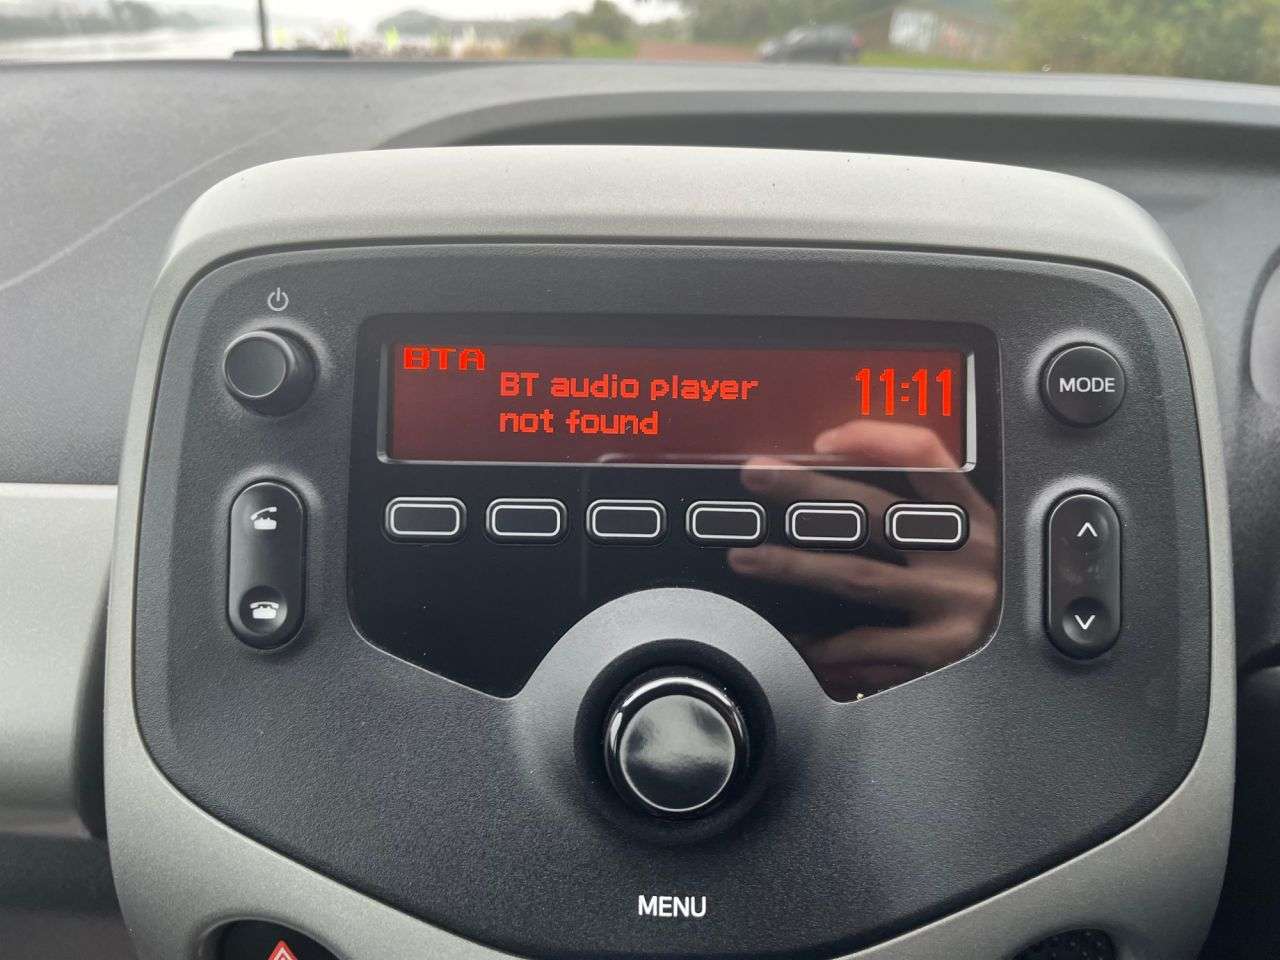 BTA
BT audio player
not found
11:11
MODE
MENU